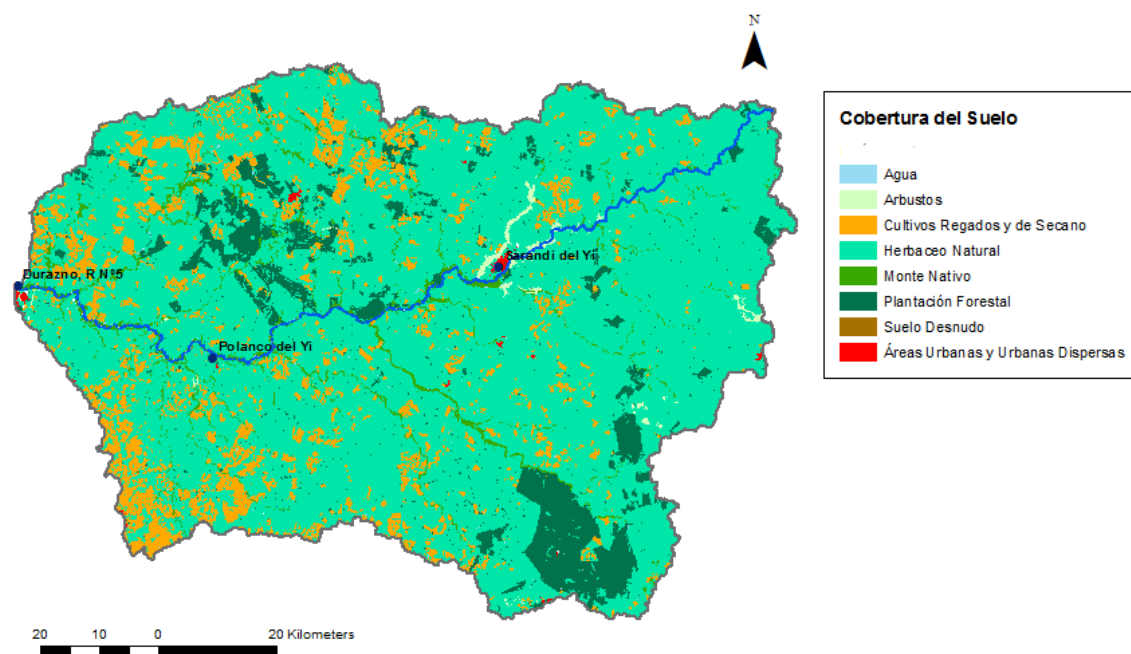 N
Cobertura del Suelo
Agua
Arbustos
Cultivos Regados y de Secano
Herbaceo Natural
Monte Nativo
Plantación Forestal
Suelo Desnudo
Áreas Urbanas y Urbanas Dispersas
Sarandi del Yi
Durazno, R N°5
Polanco del Yi
20 10 0 20 Kilometers